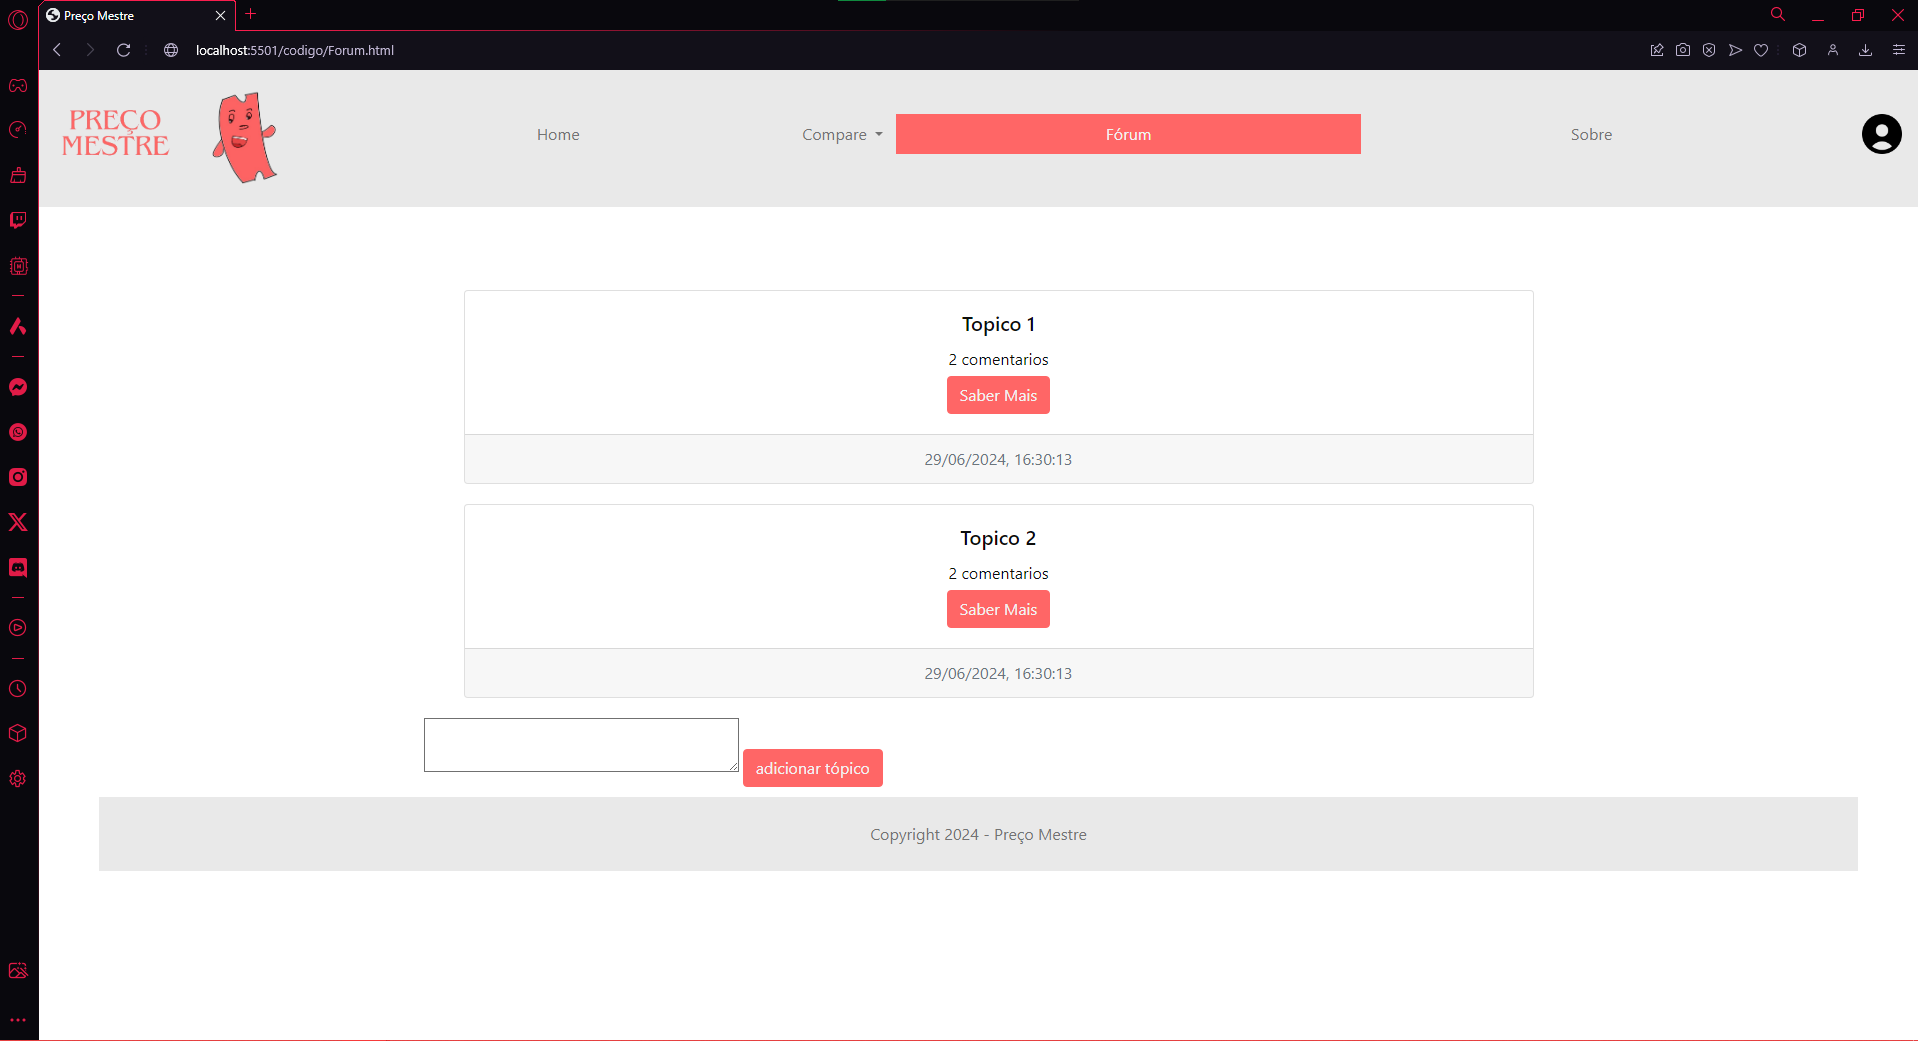 Preço Mestre
localhost:5501/codigo/Forum.html
PREÇO
MESTRE
Home
Compare
Fórum
Sobre
Topico 1
2 comentarios
Saber Mais
29/06/2024, 16:30:13
Topico 2
2 comentarios
Saber Mais
29/06/2024, 16:30:13
adicionar tópico
Copyright 2024 - Preço Mestre